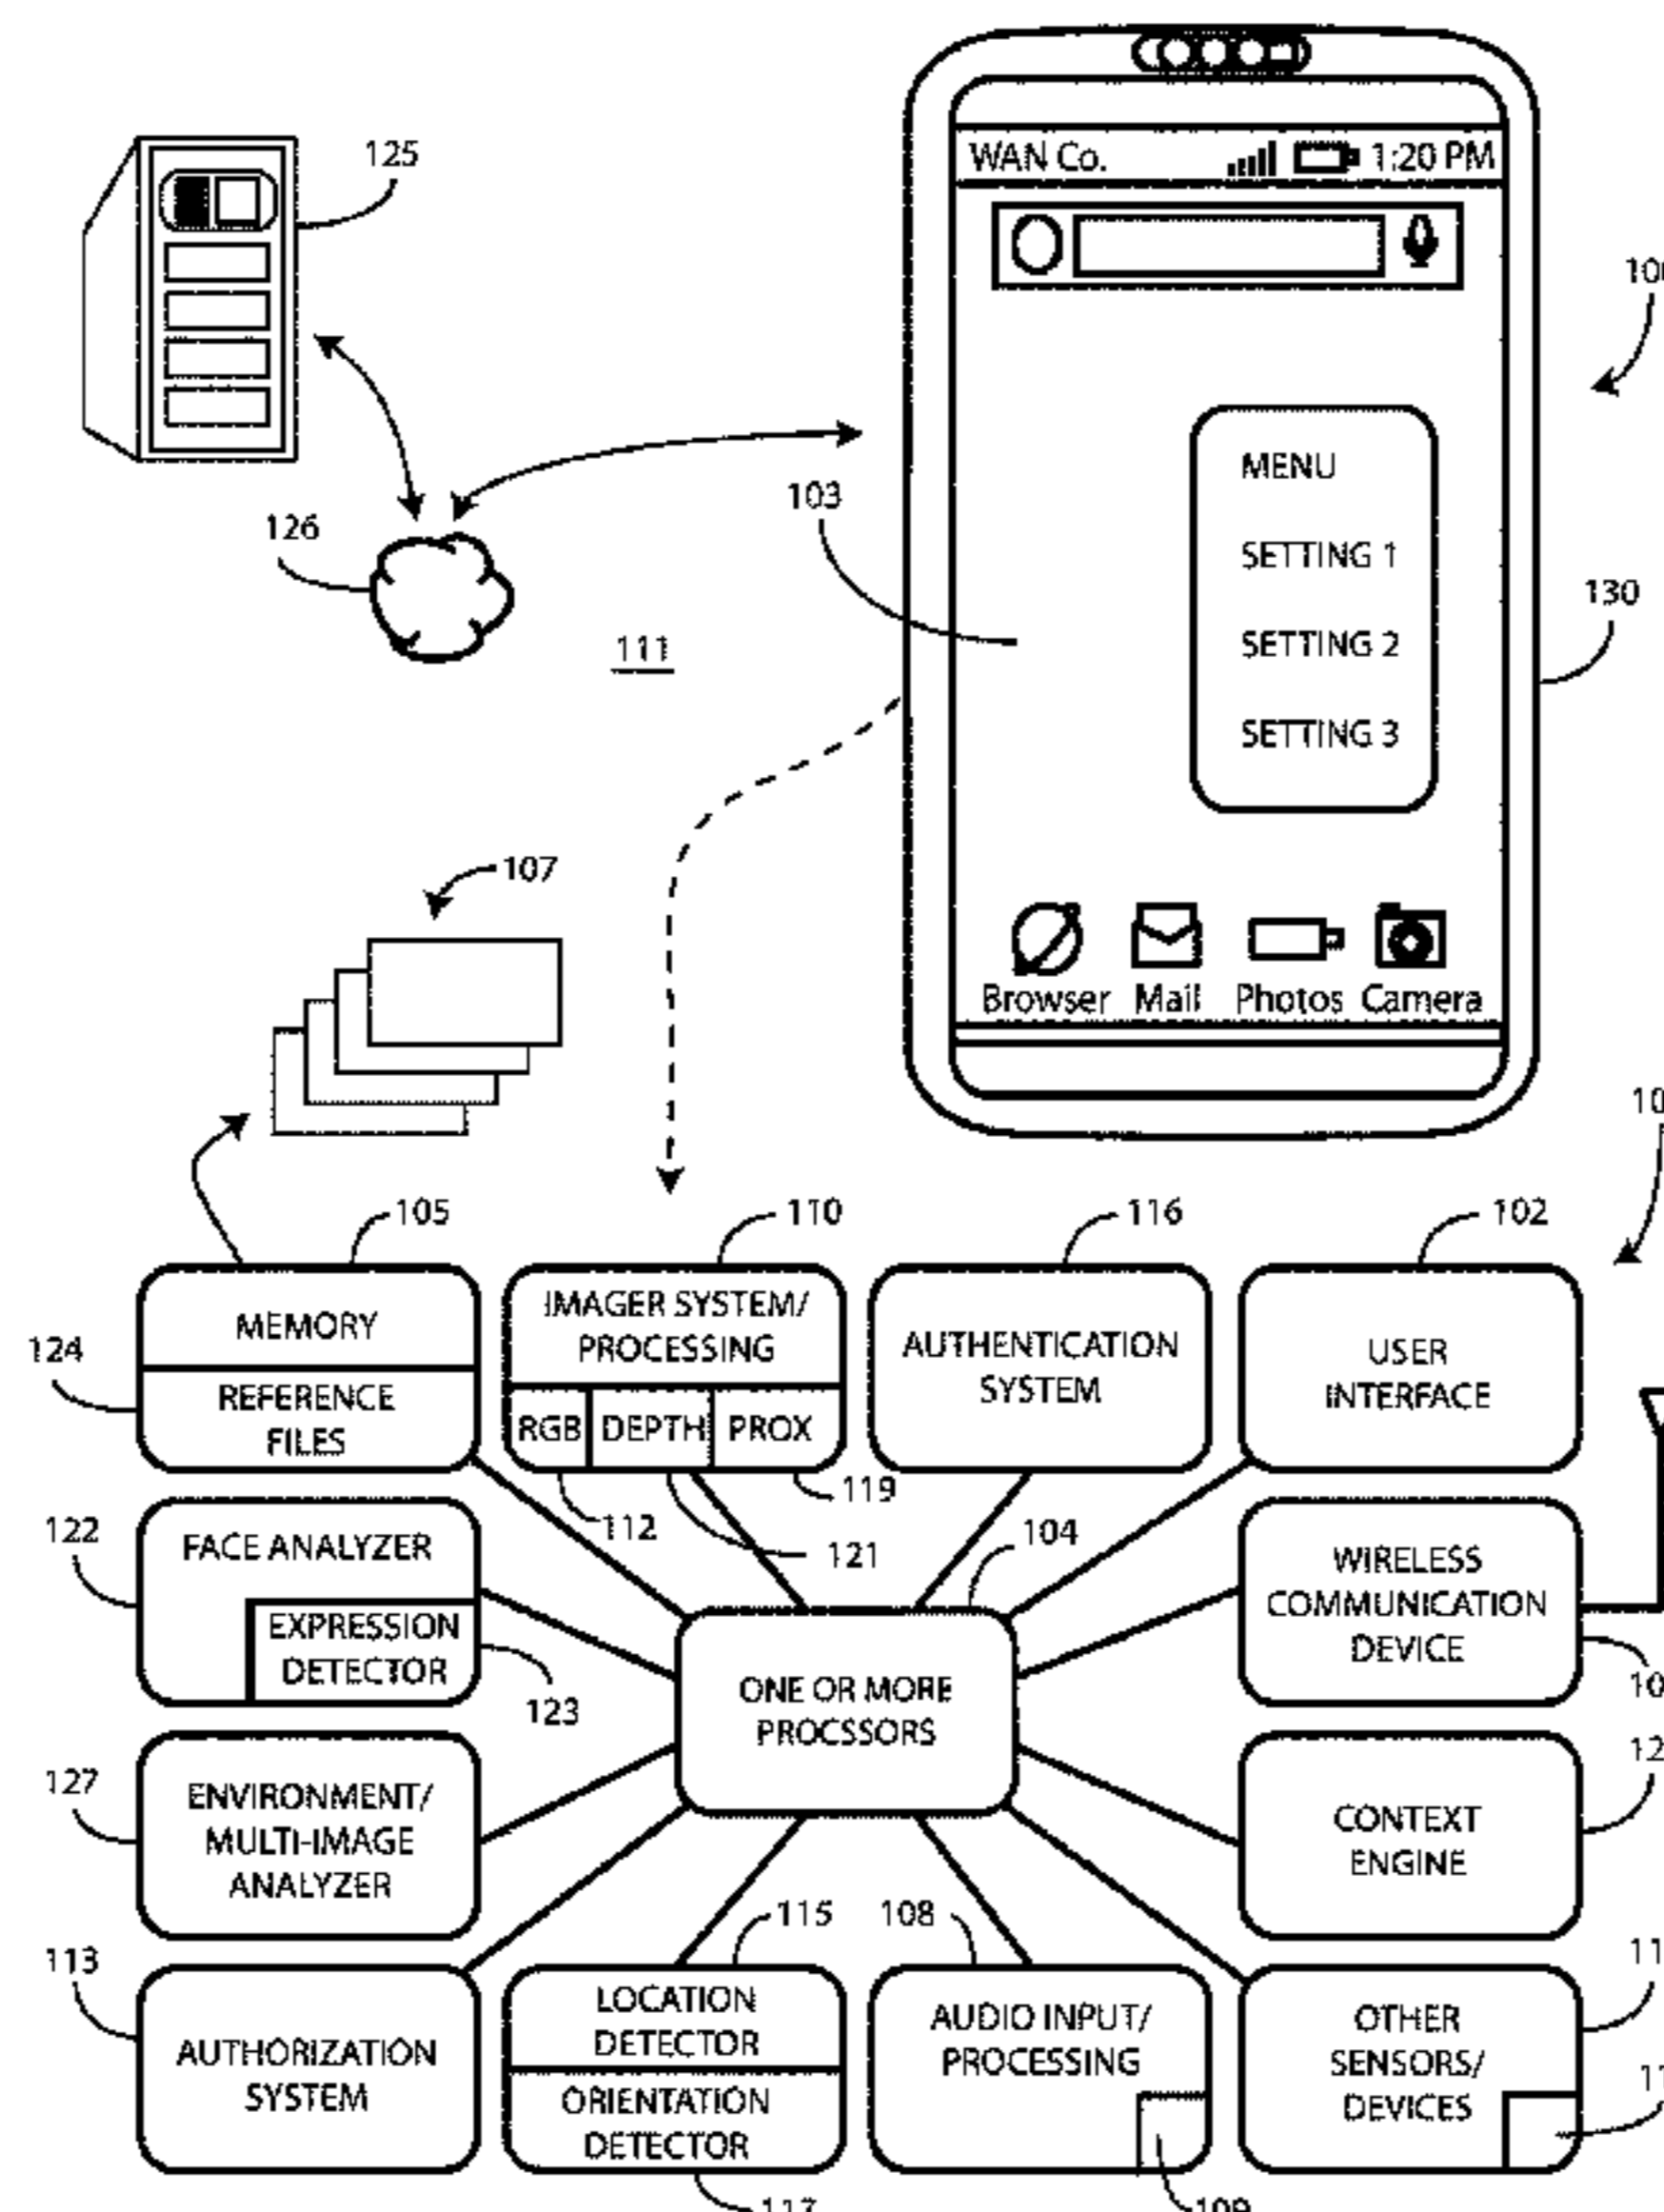 125
WAN Co.
1:20 PM
MENU
103
126
SETTING 1
130
SETTING 2
111
SETTING 3
107
Browser Mail Photos Camera
105
110
116
102
MEMORY
IMAGER SYSTEM/
PROCESSING
AUTHENTICATION
SYSTEM
USER
INTERFACE
124
REFERENCE
FILES
RGB DEPTH PROX
119
112
121
104
122
FACE ANALYZER
EXPRESSION
DETECTOR
123
WIRELESS
COMMUNICATION
DEVICE
ONE OR MORE
PROCSSORS
127
ENVIRONMENT/
MULTI-IMAGE
ANALYZER
CONTEXT
ENGINE
115
108
113
AUTHORIZATION
SYSTEM
LOCATION
DETECTOR
ORIENTATION
DETECTOR
AUDIO INPUT/
PROCESSING
OTHER
SENSORS/
DEVICES
117
109